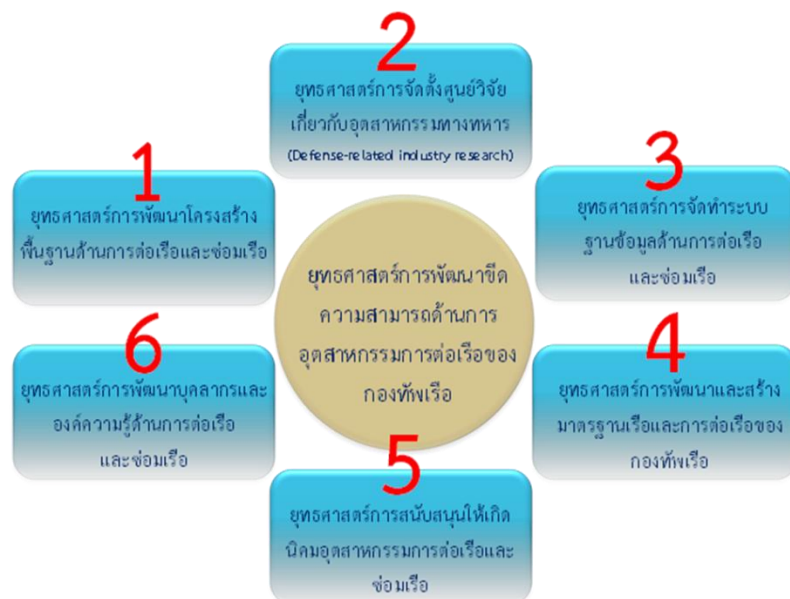 1
ยุทธศาสตร์การพัฒนาโครงสร้าง
พื้นฐานด้านการต่อเรือและซ่อมเรือ
2
ยุทธศาสตร์การจัดตั้งศูนย์วิจัย
เกี่ยวกับอุตสาหกรรมทางทหาร
(Defense-related industry research)
3
ยุทธศาสตร์การจัดทำระบบ
ฐานข้อมูลด้านการต่อเรือ
และซ่อมเรือ
4
ยุทธศาสตร์การพัฒนาและสร้าง
มาตรฐานเรือและการต่อเรือของ
กองทัพเรือ
5
ยุทธศาสตร์การสนับสนุนให้เกิด
นิคมอุตสาหกรรมการต่อเรือและ
ซ่อมเรือ
6
ยุทธศาสตร์การพัฒนาบุคลากรและ
องค์ความรู้ด้านการต่อเรือ
และซ่อมเรือ
ยุทธศาสตร์การพัฒนาขีด
ความสามารถด้านการ
อุตสาหกรรมการต่อเรือของ
กองทัพเรือ